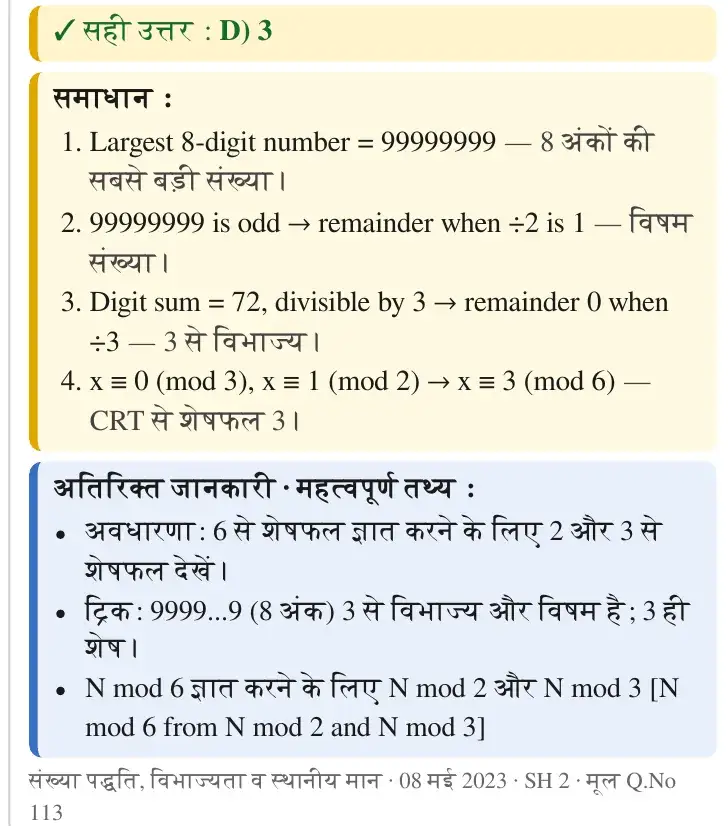 ✓ सही उत्तर : D) 3
समाधान :
1. Largest 8-digit number = 99999999 — 8 अंकों की
सबसे बड़ी संख्या।
2. 99999999 is odd → remainder when ÷2 is 1 — विषम
संख्या।
3. Digit sum = 72, divisible by 3 → remainder 0 when
÷3 — 3 से विभाज्य।
4. x ≡ 0 (mod 3), x ≡ 1 (mod 2) → x ≡ 3 (mod 6) —
CRT से शेषफल 3।
अतिरिक्त जानकारी · महत्वपूर्ण तथ्य :
• अवधारणा : 6 से शेषफल ज्ञात करने के लिए 2 और 3 से
शेषफल देखें।
• ट्रिक : 9999...9 (8 अंक) 3 से विभाज्य और विषम है ; 3 ही
शेष।
• N mod 6 ज्ञात करने के लिए N mod 2 और N mod 3 [N
mod 6 from N mod 2 and N mod 3]
संख्या पद्धति, विभाज्यता व स्थानीय मान · 08 मई 2023 · SH 2 · मूल Q.No
113